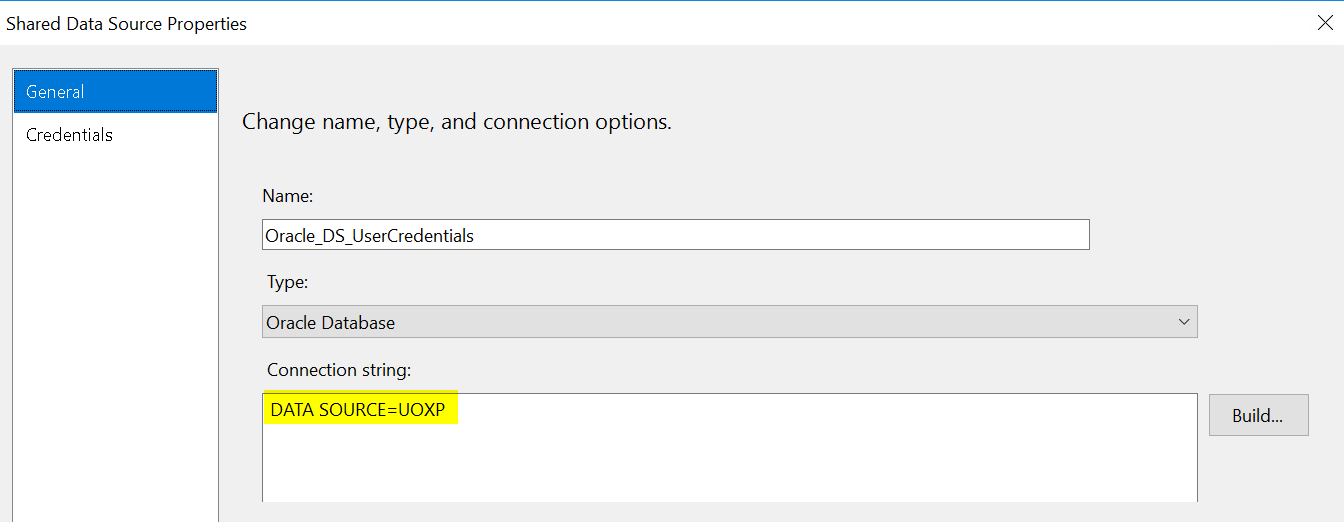 Shared Data Source Properties
General
Credentials
Change name, type, and connection options.
Name:
Oracle_DS_UserCredentials
Type:
Oracle Database
Connection string:
DATA SOURCE=UOXP
Build...